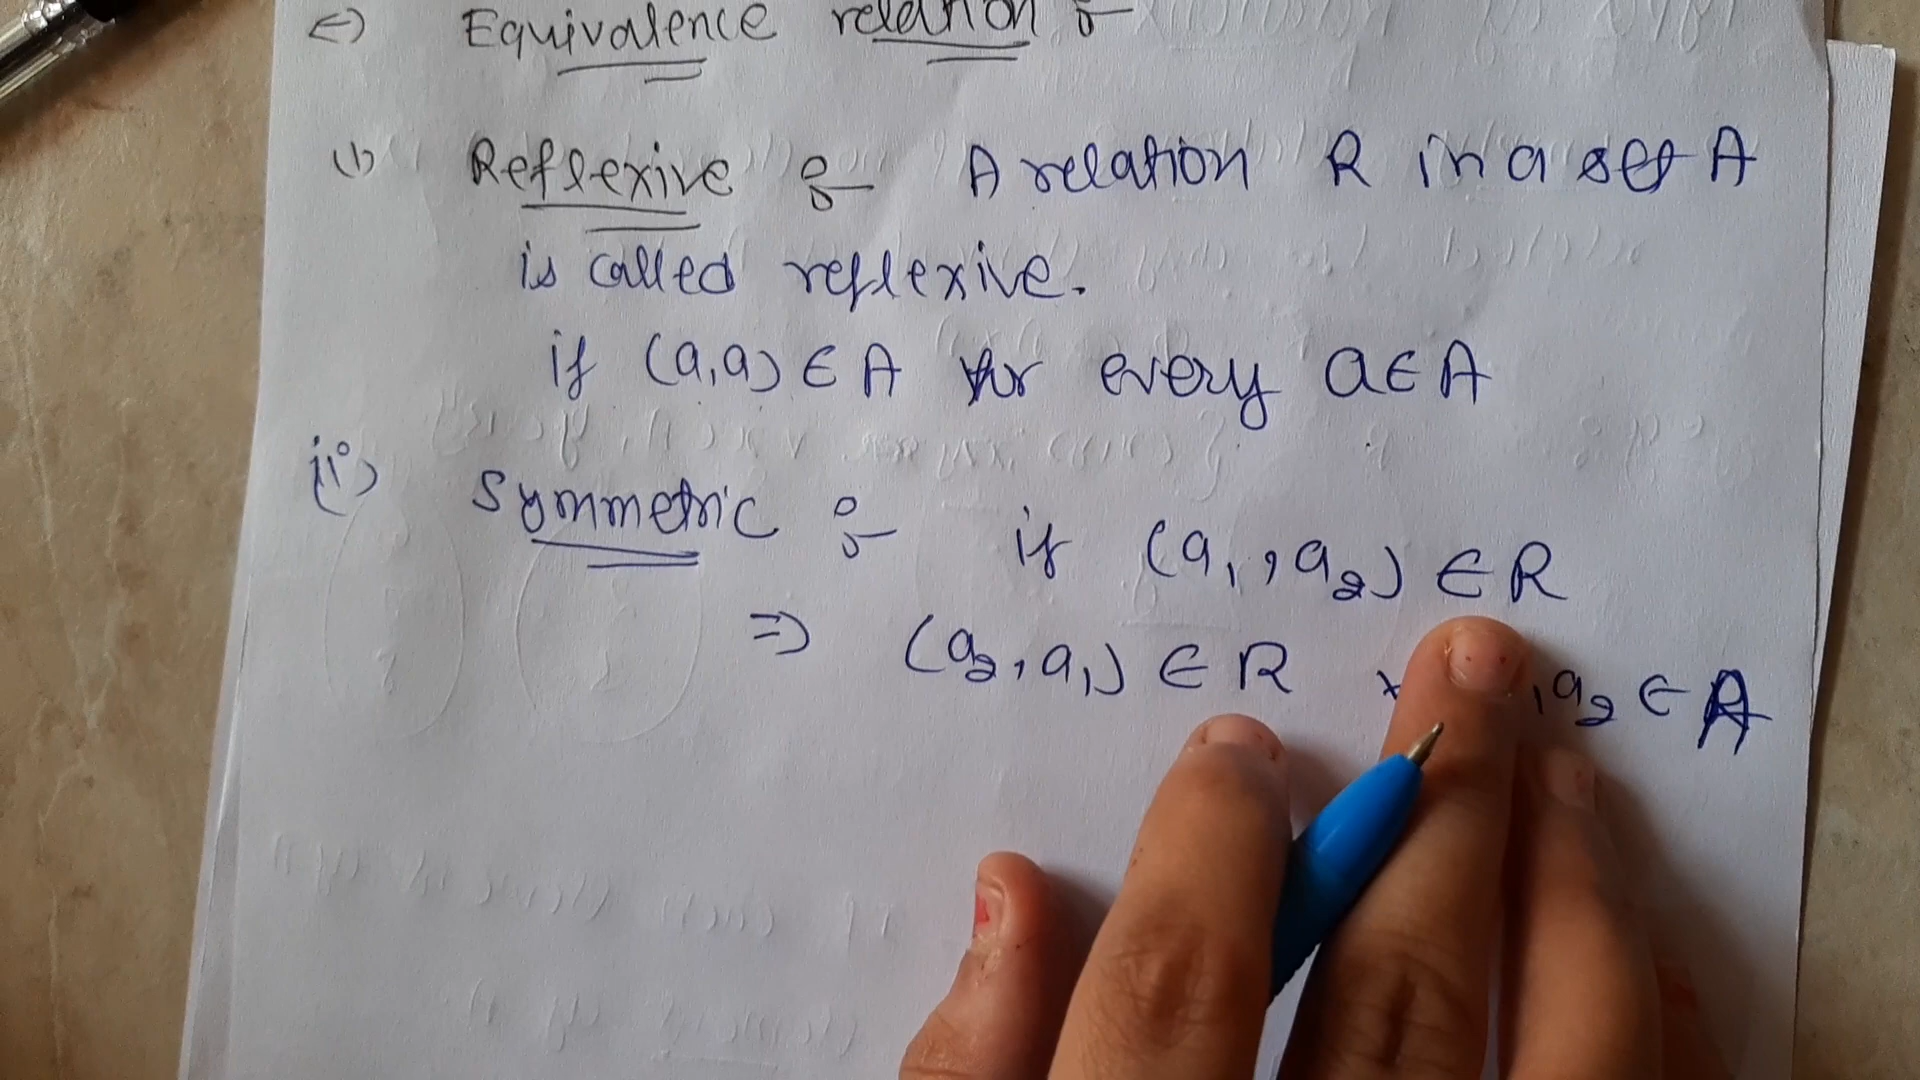 <-) Equivalence relation :-
(i) Reflexive :- A relation R in a set A
is called reflexive.
if (a,a) ∈ A for every a ∈ A
(ii) Symmetric :- if (a₁,a₂) ∈ R
=> (a₂,a₁) ∈ R ,a₂ ∈ A